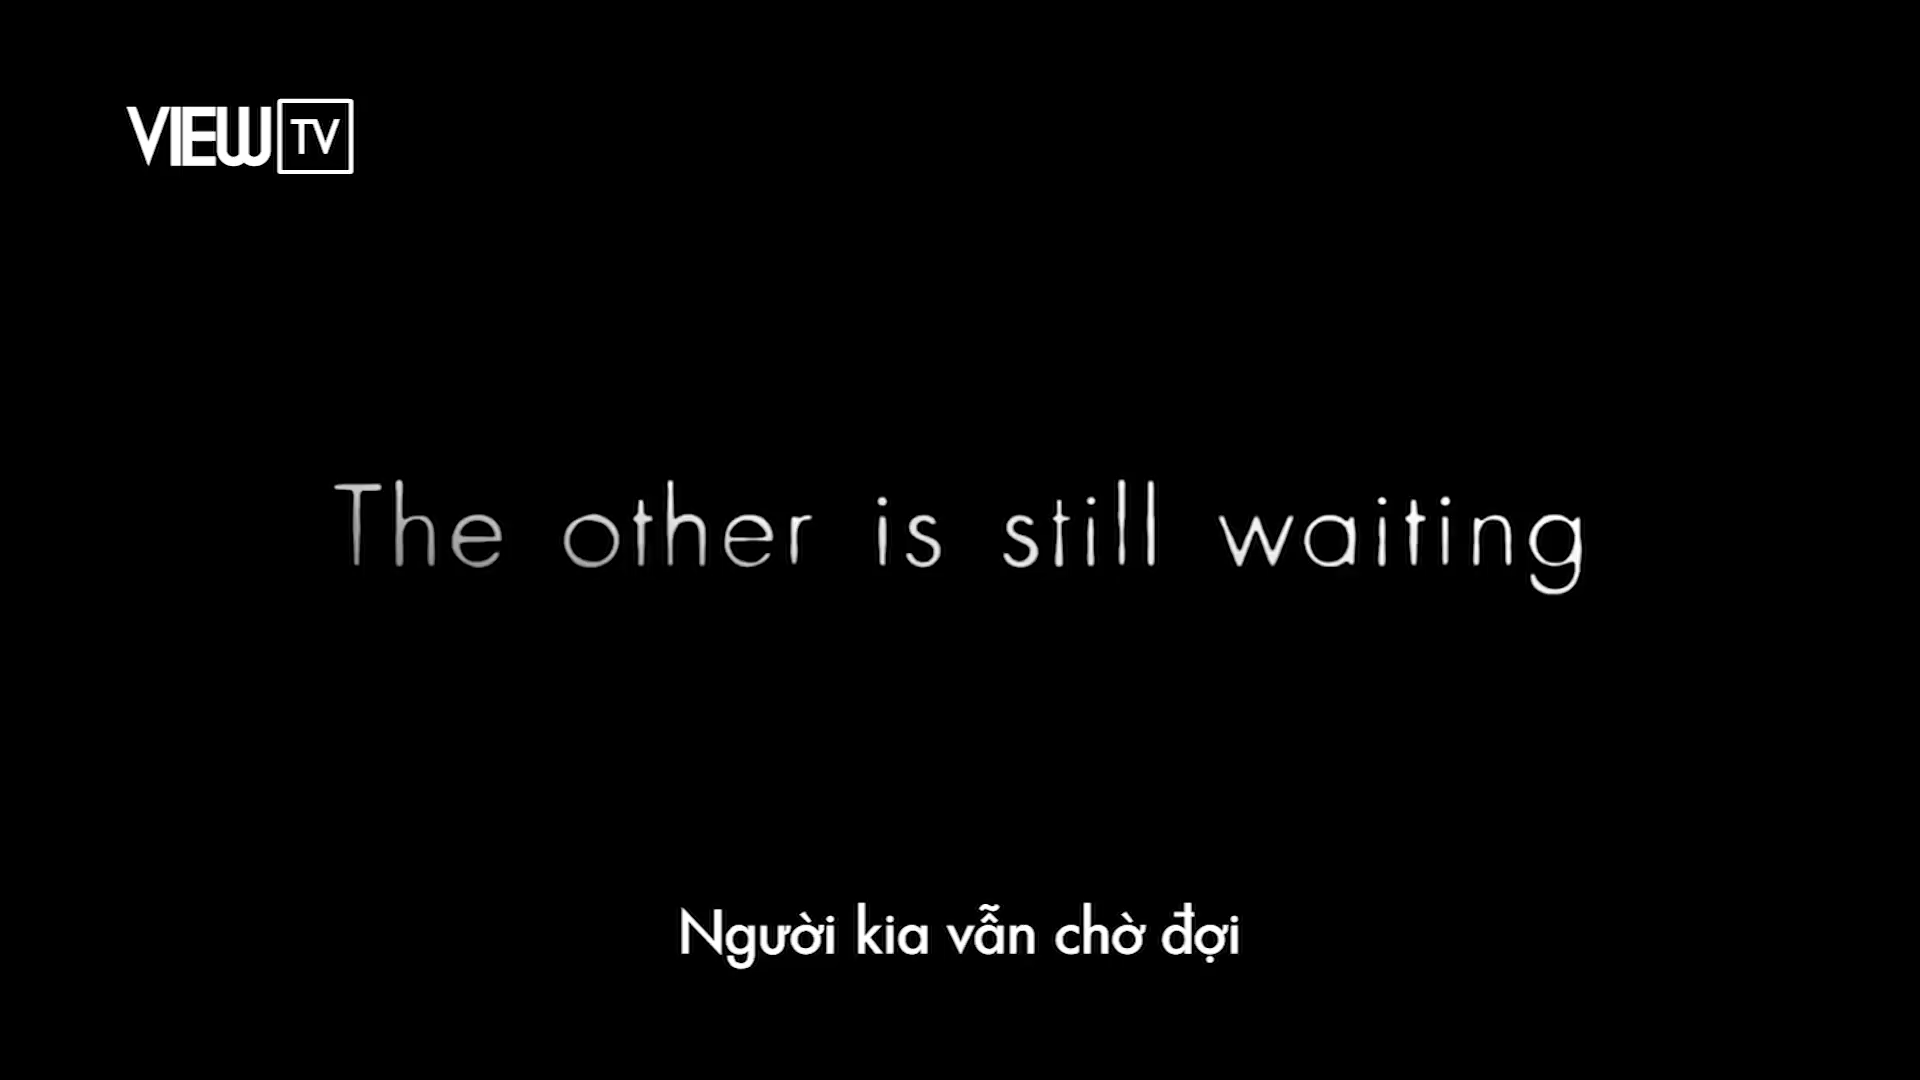 VIEW TV
The other is still waiting
Người kia vẫn chờ đợi